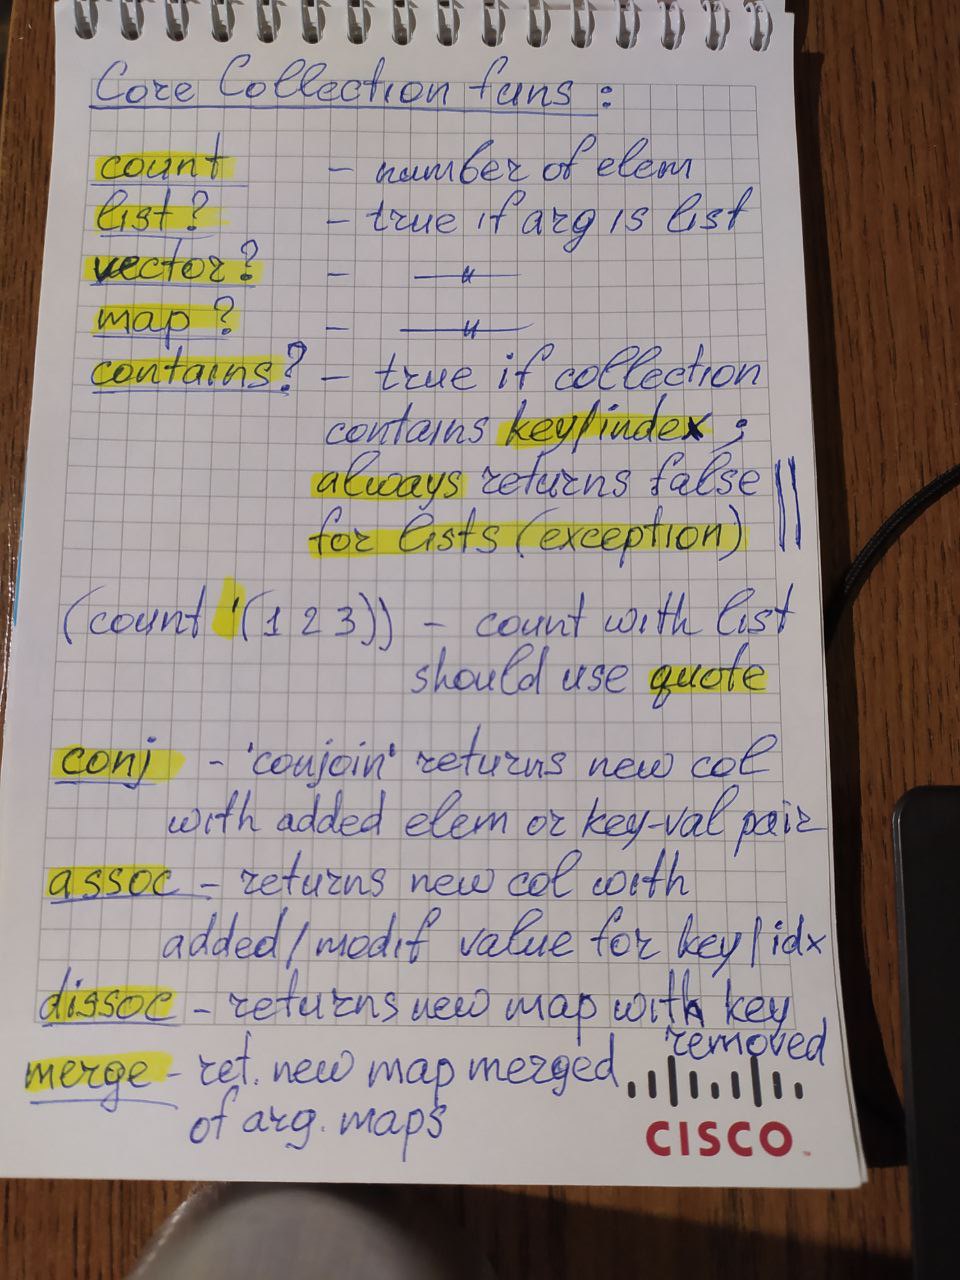 Core Collection funs :
count - number of elem
list? - true if arg is list
vector? - —〃—
map? - —〃—
contains? - true if collection
contains key/index ;
always returns false
for lists (exception)
(count '(1 2 3)) - count with list
should use quote
conj - 'conjoin' returns new col
with added elem or key-val pair
assoc - returns new col with
added/modif value for key/idx
dissoc - returns new map with key
removed
merge - ret. new map merged
of arg. maps
CISCO